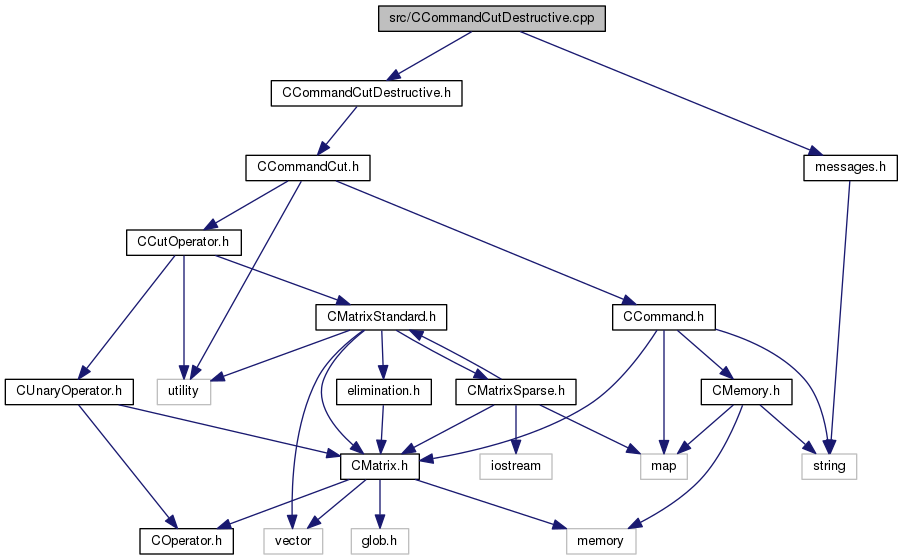 src/CCommandCutDestructive.cpp
CCommandCutDestructive.h
CCommandCut.h
messages.h
CCutOperator.h
CMatrixStandard.h
CCommand.h
CUnaryOperator.h
utility
elimination.h
CMatrixSparse.h
CMemory.h
CMatrix.h
iostream
map
string
COperator.h
vector
glob.h
memory